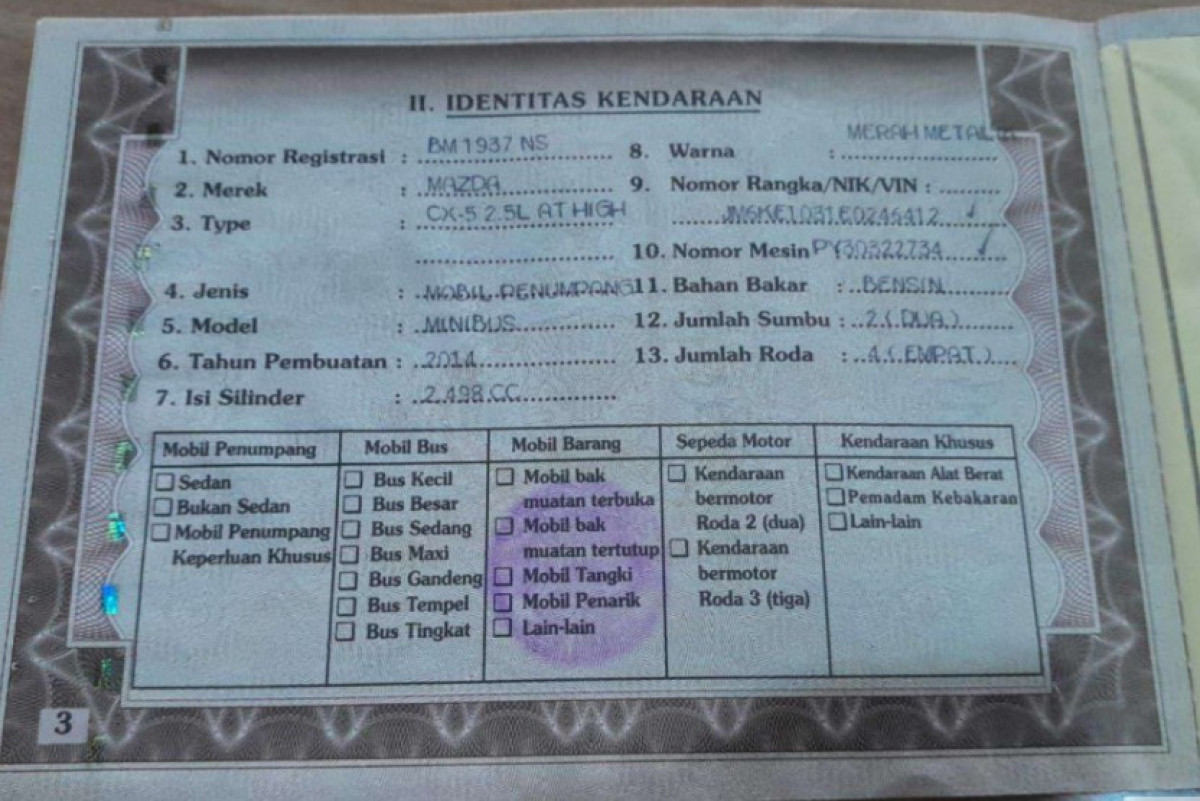 II. IDENTITAS KENDARAAN
1. Nomor Registrasi : BM 1937 NS
2. Merek : MAZDA
3. Type : CX-5 2.5L AT HIGH
4. Jenis : MOBIL PENUMPANG
5. Model : MINIBUS
6. Tahun Pembuatan : 2014
7. Isi Silinder : 2.498 CC
8. Warna : MERAH METALIK
9. Nomor Rangka/NIK/VIN :
JM6KE1031E0246412
10. Nomor Mesin PY30322734
11. Bahan Bakar : BENSIN
12. Jumlah Sumbu : 2 ( DUA )
13. Jumlah Roda : 4 ( EMPAT )
Mobil Penumpang
Sedan
Bukan Sedan
Mobil Penumpang
Keperluan Khusus
Mobil Bus
Bus Kecil
Bus Besar
Bus Sedang
Bus Maxi
Bus Gandeng
Bus Tempel
Bus Tingkat
Mobil Barang
Mobil bak
muatan terbuka
Mobil bak
muatan tertutup
Mobil Tangki
Mobil Penarik
Lain-lain
Sepeda Motor
Kendaraan
bermotor
Roda 2 (dua)
Kendaraan
bermotor
Roda 3 (tiga)
Kendaraan Khusus
Kendaraan Alat Berat
Pemadam Kebakaran
Lain-lain
3